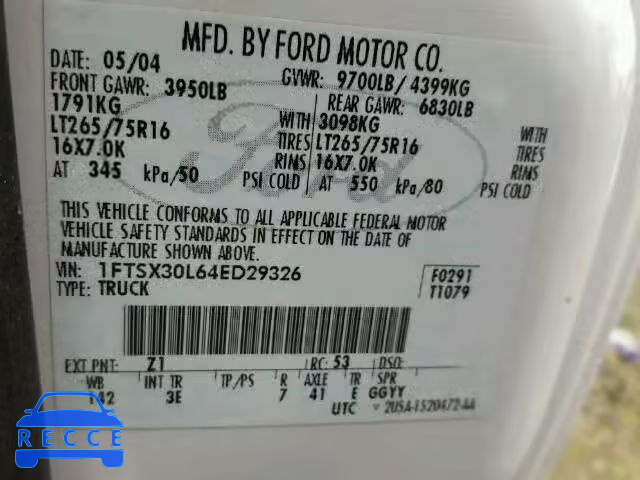 MFD. BY FORD MOTOR CO.
DATE: 05/04 GVWR: 9700LB/ 4399KG
FRONT GAWR: 3950LB REAR GAWR: 6830LB
1791KG WITH 3098KG WITH
LT265/75R16 TIRES LT265/75R16 TIRES
16X7.0K RIMS 16X7.0K RIMS
AT 345 kPa/50 PSI COLD AT 550 kPa/80 PSI COLD
Ford
THIS VEHICLE CONFORMS TO ALL APPLICABLE FEDERAL MOTOR
VEHICLE SAFETY STANDARDS IN EFFECT ON THE DATE OF
MANUFACTURE SHOWN ABOVE.
VIN: 1FTSX30L64ED29326 F0291
TYPE: TRUCK T1079
EXT PNT: Z1 RC: 53 DSO:
WB INT TR TP/PS R AXLE TR SPR
3E 7 41 E GGYY
UTC
RECCE